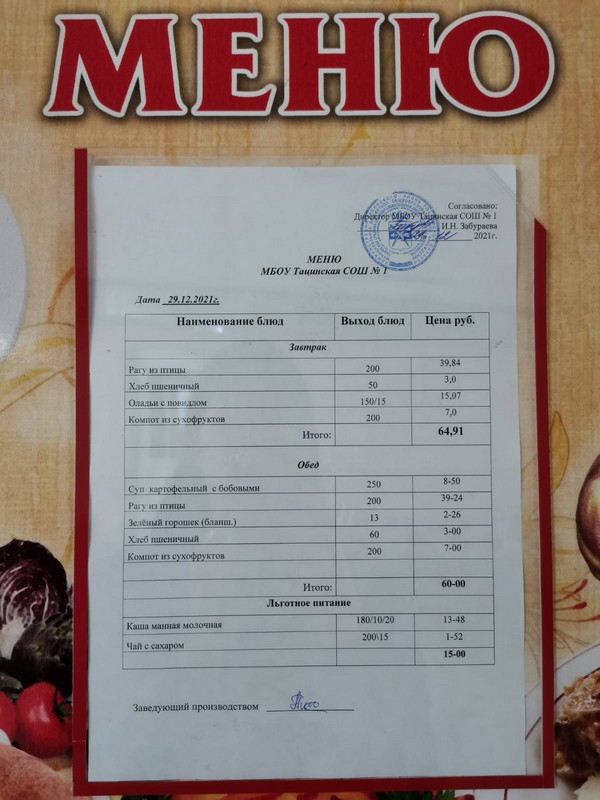 МЕНЮ
Согласовано:
Директор МБОУ Тацинская СОШ № 1
И.Н. Забураева
2021г.
МЕНЮ
МБОУ Тацинская СОШ № 1
Дата 29.12.2021г.
Наименование блюд Выход блюд Цена руб.
Завтрак
Рагу из птицы 200 39,84
Хлеб пшеничный 50 3,0
Оладьи с повидлом 150/15 15,07
Компот из сухофруктов 200 7,0
Итого: 64,91
Обед
Суп картофельный с бобовыми 250 8-50
Рагу из птицы 200 39-24
Зелёный горошек (бланш.) 13 2-26
Хлеб пшеничный 60 3-00
Компот из сухофруктов 200 7-00
Итого: 60-00
Льготное питание
Каша манная молочная 180/10/20 13-48
Чай с сахаром 200\15 1-52
15-00
Заведующий производством